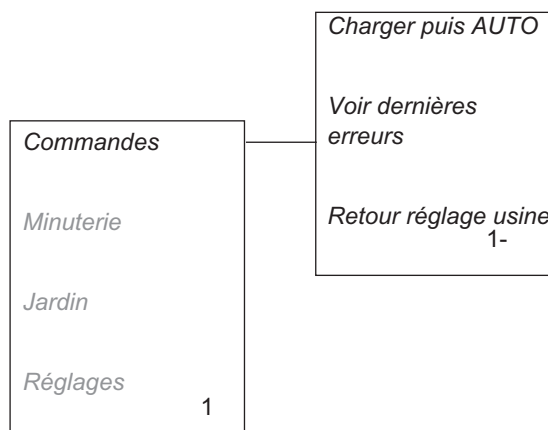 Commandes
Minuterie
Jardin
Réglages
1
Charger puis AUTO
Voir dernières
erreurs
Retour réglage usine
1-